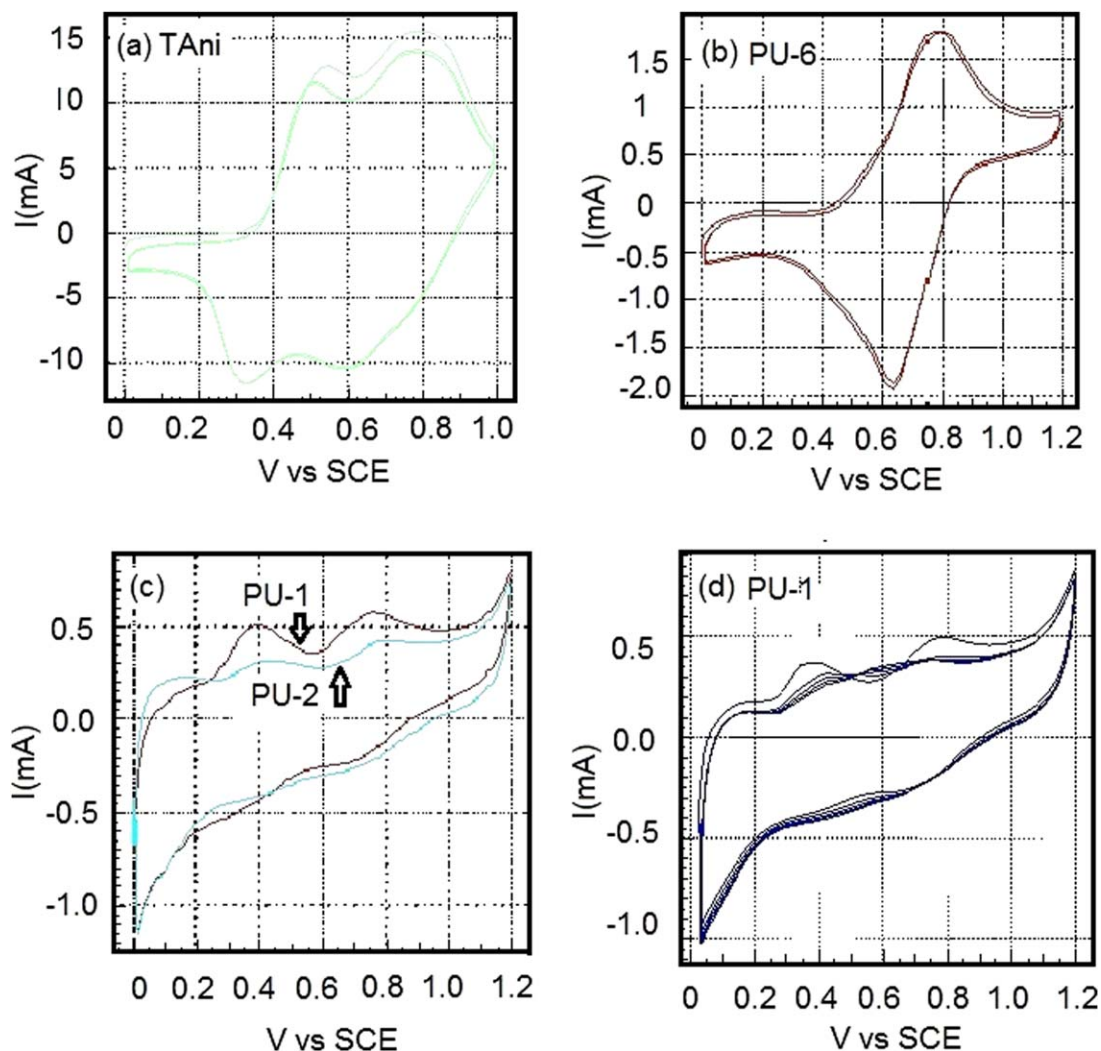 (a) TAni
15
10
5
0
-5
-10
I(mA)
0 0.2 0.4 0.6 0.8 1.0
V vs SCE
(b) PU-6
1.5
1
0.5
0
-0.5
-1.0
-1.5
-2.0
I(mA)
0 0.2 0.4 0.6 0.8 1.0 1.2
V vs SCE
(c)
PU-1
PU-2
0.5
0.0
-0.5
-1.0
I(mA)
0 0.2 0.4 0.6 0.8 1.0 1.2
V vs SCE
(d) PU-1
0.5
0.0
-0.5
-1.0
I(mA)
0 0.2 0.4 0.6 0.8 1.0 1.2
V vs SCE